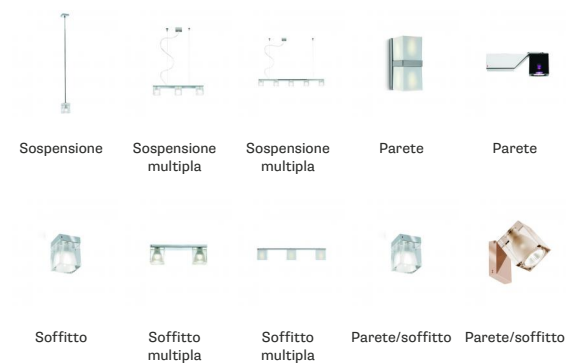 Sospensione
Sospensione
multipla
Sospensione
multipla
Parete
Parete
Soffitto
Soffitto
multipla
Soffitto
multipla
Parete/soffitto
Parete/soffitto